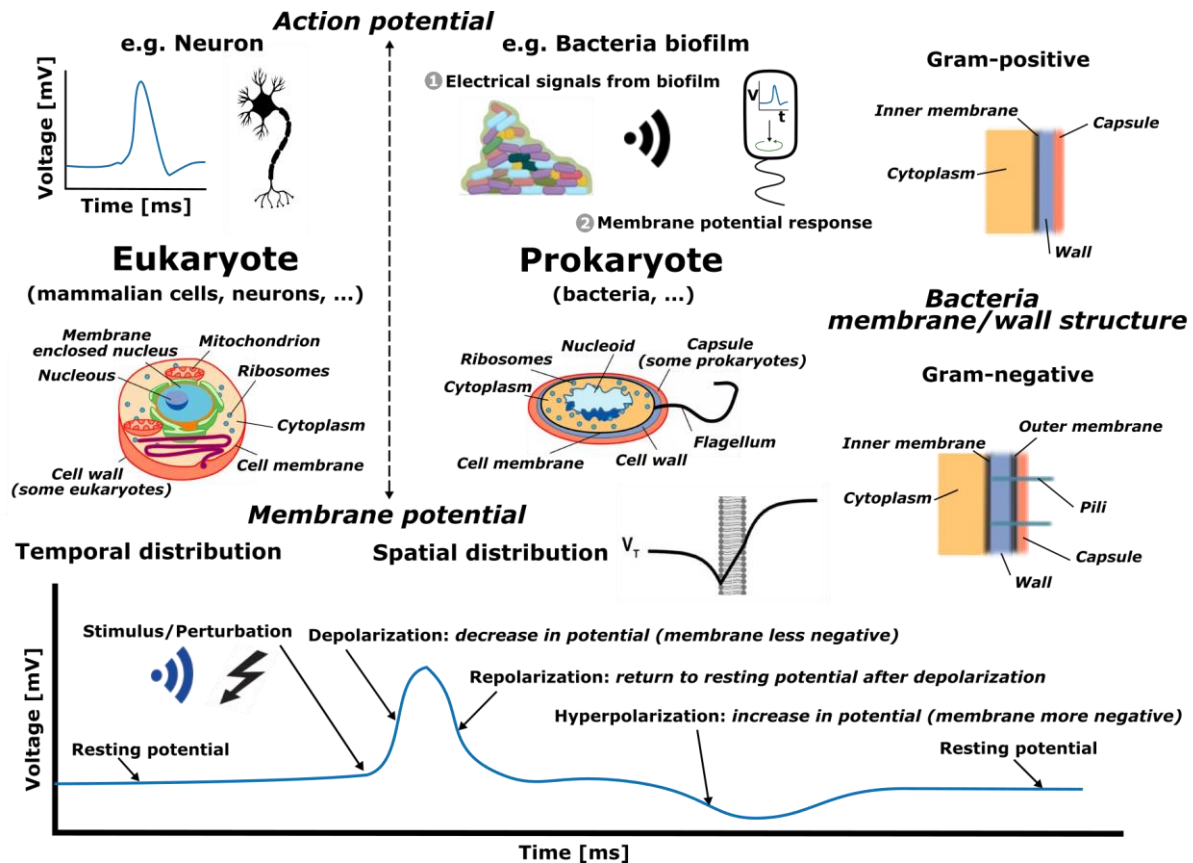 Action potential
e.g. Neuron
Voltage [mV]
Time [ms]
e.g. Bacteria biofilm
1 Electrical signals from biofilm
V
t
2 Membrane potential response
Gram-positive
Inner membrane
Capsule
Cytoplasm
Wall
Eukaryote
(mammalian cells, neurons, ...)
Membrane
enclosed nucleus
Mitochondrion
Nucleous
Ribosomes
Cytoplasm
Cell membrane
Cell wall
(some eukaryotes)
Prokaryote
(bacteria, ...)
Ribosomes
Nucleoid
Capsule
(some prokaryotes)
Cytoplasm
Flagellum
Cell membrane
Cell wall
Bacteria
membrane/wall structure
Gram-negative
Inner membrane
Outer membrane
Cytoplasm
Pili
Capsule
Wall
Membrane potential
Temporal distribution
Spatial distribution
VT
Voltage [mV]
Stimulus/Perturbation
Depolarization: decrease in potential (membrane less negative)
Repolarization: return to resting potential after depolarization
Hyperpolarization: increase in potential (membrane more negative)
Resting potential
Resting potential
Time [ms]